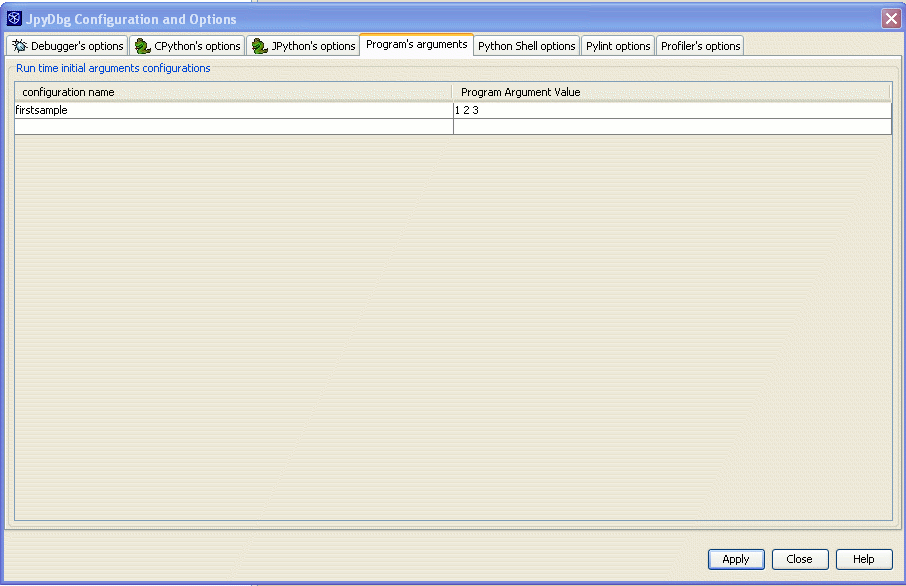 JpyDbg Configuration and Options
Debugger's options CPython's options JPython's options Program's arguments Python Shell options Pylint options Profiler's options
Run time initial arguments configurations
configuration name Program Argument Value
firstsample 1 2 3
Apply Close Help